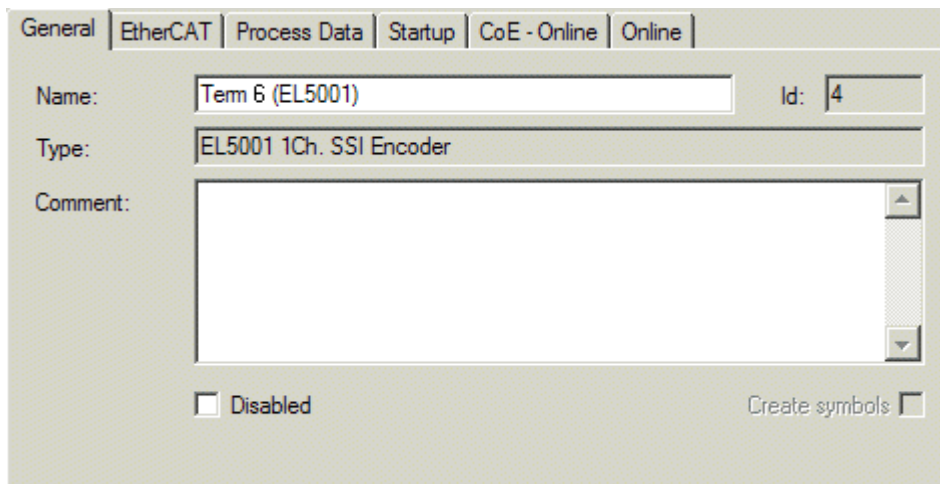 General EtherCAT Process Data Startup CoE - Online Online
Name: Term 6 (EL5001) Id: 4
Type: EL5001 1Ch. SSI Encoder
Comment:
Disabled Create symbols